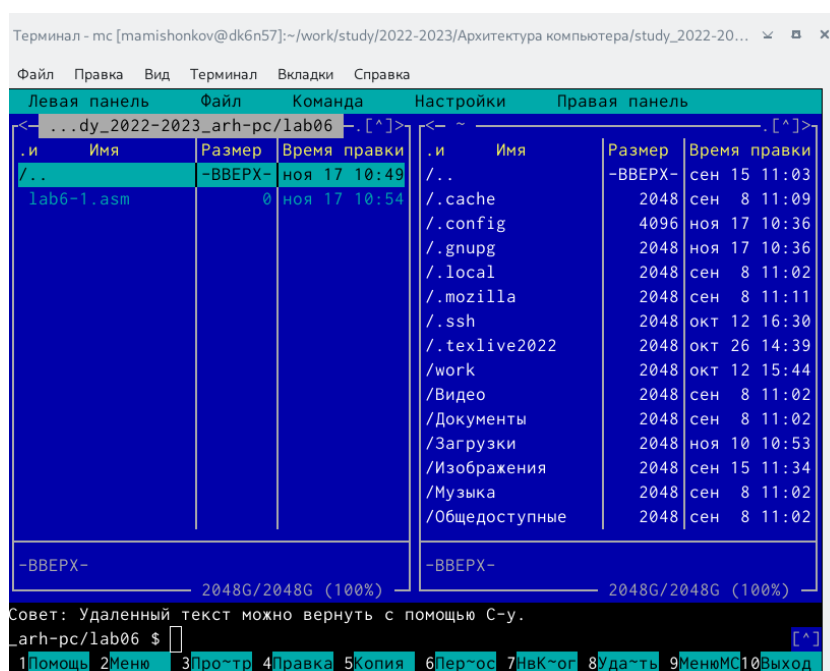 Терминал - mc [mamishonkov@dk6n57]:~/work/study/2022-2023/Архитектура компьютера/study_2022-20...
Файл Правка Вид Терминал Вкладки Справка
Левая панель Файл Команда Настройки Правая панель
<— ...dy_2022-2023_arh-pc/lab06 —.[^]> <— ~ —.[^]>
.и Имя Размер Время правки .и Имя Размер Время правки
/.. -ВВЕРХ- ноя 17 10:49 /.. -ВВЕРХ- сен 15 11:03
lab6-1.asm 0 ноя 17 10:54 /.cache 2048 сен 8 11:09
/.config 4096 ноя 17 10:36
/.gnupg 2048 ноя 17 10:36
/.local 2048 сен 8 11:02
/.mozilla 2048 сен 8 11:11
/.ssh 2048 окт 12 16:30
/.texlive2022 2048 окт 26 14:39
/work 2048 окт 12 15:44
/Видео 2048 сен 8 11:02
/Документы 2048 сен 8 11:02
/Загрузки 2048 ноя 10 10:53
/Изображения 2048 сен 15 11:34
/Музыка 2048 сен 8 11:02
/Общедоступные 2048 сен 8 11:02
-ВВЕРХ- -ВВЕРХ-
2048G/2048G (100%) 2048G/2048G (100%)
Совет: Удаленный текст можно вернуть с помощью C-y.
_arh-pc/lab06 $ [^]
1Помощь 2Меню 3Про~тр 4Правка 5Копия 6Пер~ос 7НвК~ог 8Уда~ть 9МенюMC 10Выход